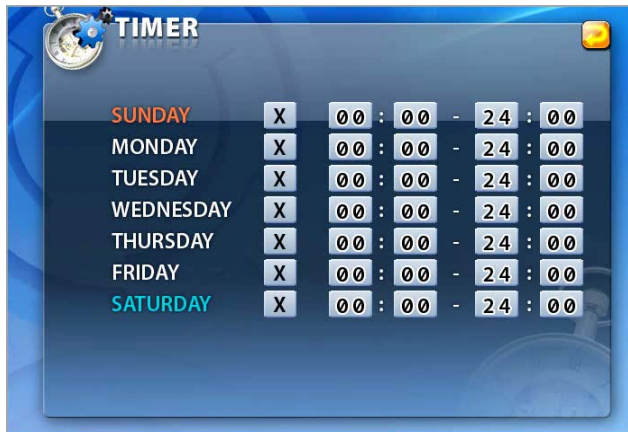 TIMER
SUNDAY X 00 : 00 - 24 : 00
MONDAY X 00 : 00 - 24 : 00
TUESDAY X 00 : 00 - 24 : 00
WEDNESDAY X 00 : 00 - 24 : 00
THURSDAY X 00 : 00 - 24 : 00
FRIDAY X 00 : 00 - 24 : 00
SATURDAY X 00 : 00 - 24 : 00